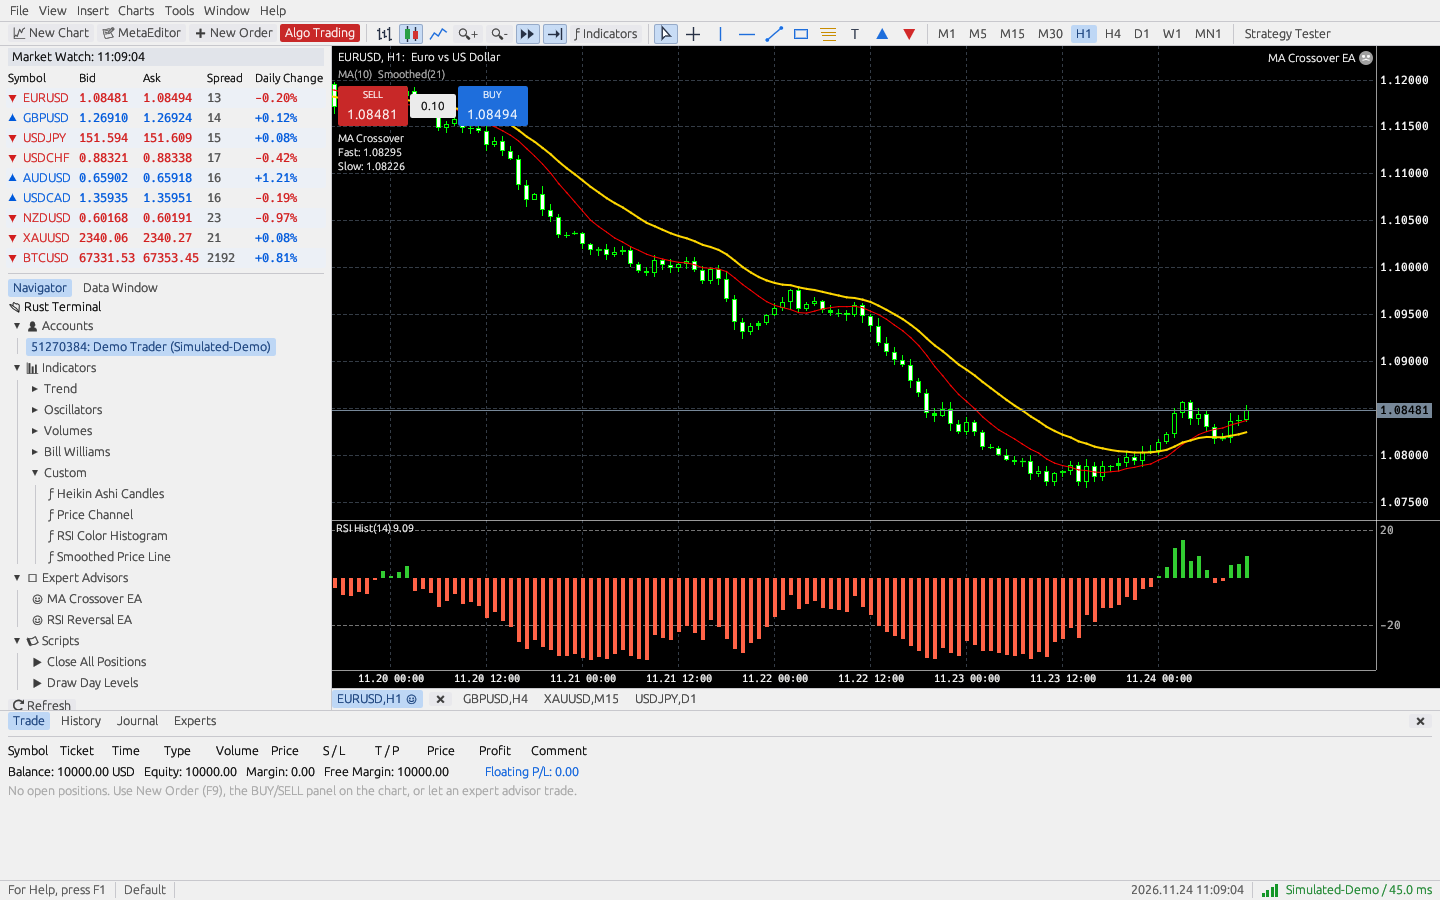 File View Insert Charts Tools Window Help
New Chart MetaEditor New Order Algo Trading Indicators T M1 M5 M15 M30 H1 H4 D1 W1 MN1 Strategy Tester
Market Watch: 11:09:04
Symbol Bid Ask Spread Daily Change
EURUSD 1.08481 1.08494 13 -0.20%
GBPUSD 1.26910 1.26924 14 +0.12%
USDJPY 151.594 151.609 15 +0.08%
USDCHF 0.88321 0.88338 17 -0.42%
AUDUSD 0.65902 0.65918 16 +1.21%
USDCAD 1.35935 1.35951 16 -0.19%
NZDUSD 0.60168 0.60191 23 -0.97%
XAUUSD 2340.06 2340.27 21 +0.08%
BTCUSD 67331.53 67353.45 2192 +0.81%
Navigator Data Window
Rust Terminal
Accounts
51270384: Demo Trader (Simulated-Demo)
Indicators
Trend
Oscillators
Volumes
Bill Williams
Custom
Heikin Ashi Candles
Price Channel
RSI Color Histogram
Smoothed Price Line
Expert Advisors
MA Crossover EA
RSI Reversal EA
Scripts
Close All Positions
Draw Day Levels
Refresh
EURUSD, H1: Euro vs US Dollar
MA Crossover EA
MA(10) Smoothed(21)
SELL
1.08481
0.10
BUY
1.08494
MA Crossover
Fast: 1.08295
Slow: 1.08226
1.12000
1.11500
1.11000
1.10500
1.10000
1.09500
1.09000
1.08481
1.08000
1.07500
RSI Hist(14) 9.09
20
-20
11.20 00:00 11.20 12:00 11.21 00:00 11.21 12:00 11.22 00:00 11.22 12:00 11.23 00:00 11.23 12:00 11.24 00:00
EURUSD,H1 GBPUSD,H4 XAUUSD,M15 USDJPY,D1
Trade History Journal Experts
Symbol Ticket Time Type Volume Price S / L T / P Price Profit Comment
Balance: 10000.00 USD Equity: 10000.00 Margin: 0.00 Free Margin: 10000.00 Floating P/L: 0.00
No open positions. Use New Order (F9), the BUY/SELL panel on the chart, or let an expert advisor trade.
For Help, press F1 Default 2026.11.24 11:09:04 Simulated-Demo / 45.0 ms